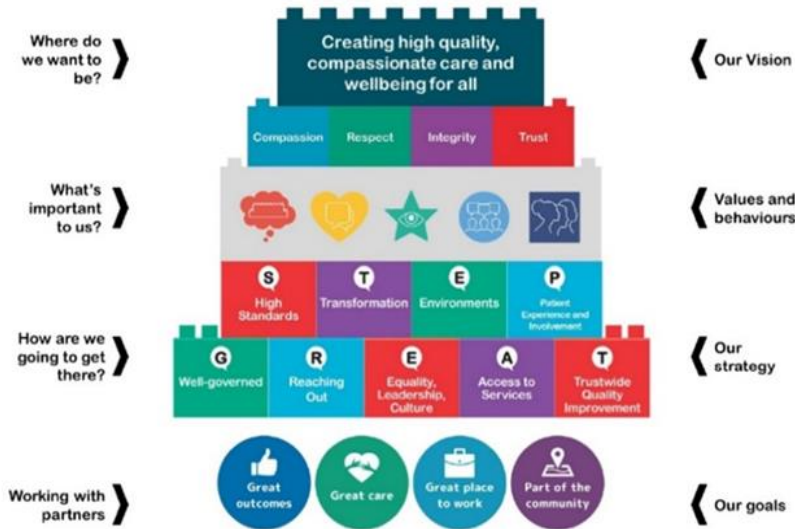 Where do
we want to
be?
Creating high quality,
compassionate care and
wellbeing for all
Our Vision
Compassion
Respect
Integrity
Trust
What's
important
to us?
Values and
behaviours
S
High
Standards
T
Transformation
E
Environments
P
Patient
Experience and
Involvement
How are we
going to get
there?
G
Well-governed
R
Reaching
Out
E
Equality,
Leadership,
Culture
A
Access to
Services
T
Trustwide
Quality
Improvement
Our
strategy
Working with
partners
Great
outcomes
Great care
Great place
to work
Part of the
community
Our goals